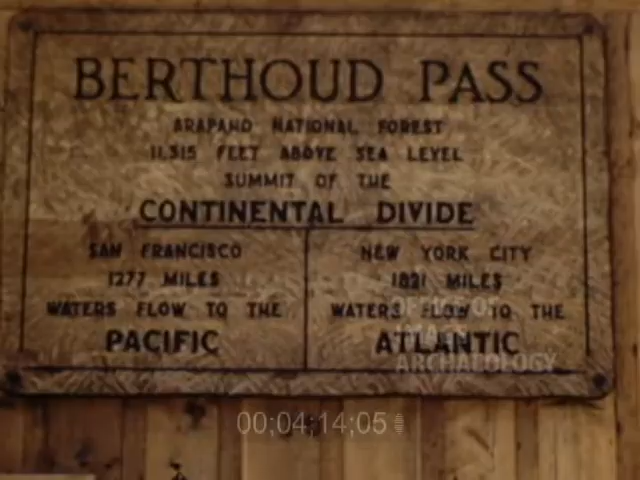 BERTHOUD PASS
ARAPAHO NATIONAL FOREST
11,315 FEET ABOVE SEA LEVEL
SUMMIT OF THE
CONTINENTAL DIVIDE
SAN FRANCISCO
1277 MILES
WATERS FLOW TO THE
PACIFIC
NEW YORK CITY
1821 MILES
WATERS FLOW TO THE
ATLANTIC
OFFICE OF
STATE
ARCHAEOLOGY
00;04;14;05